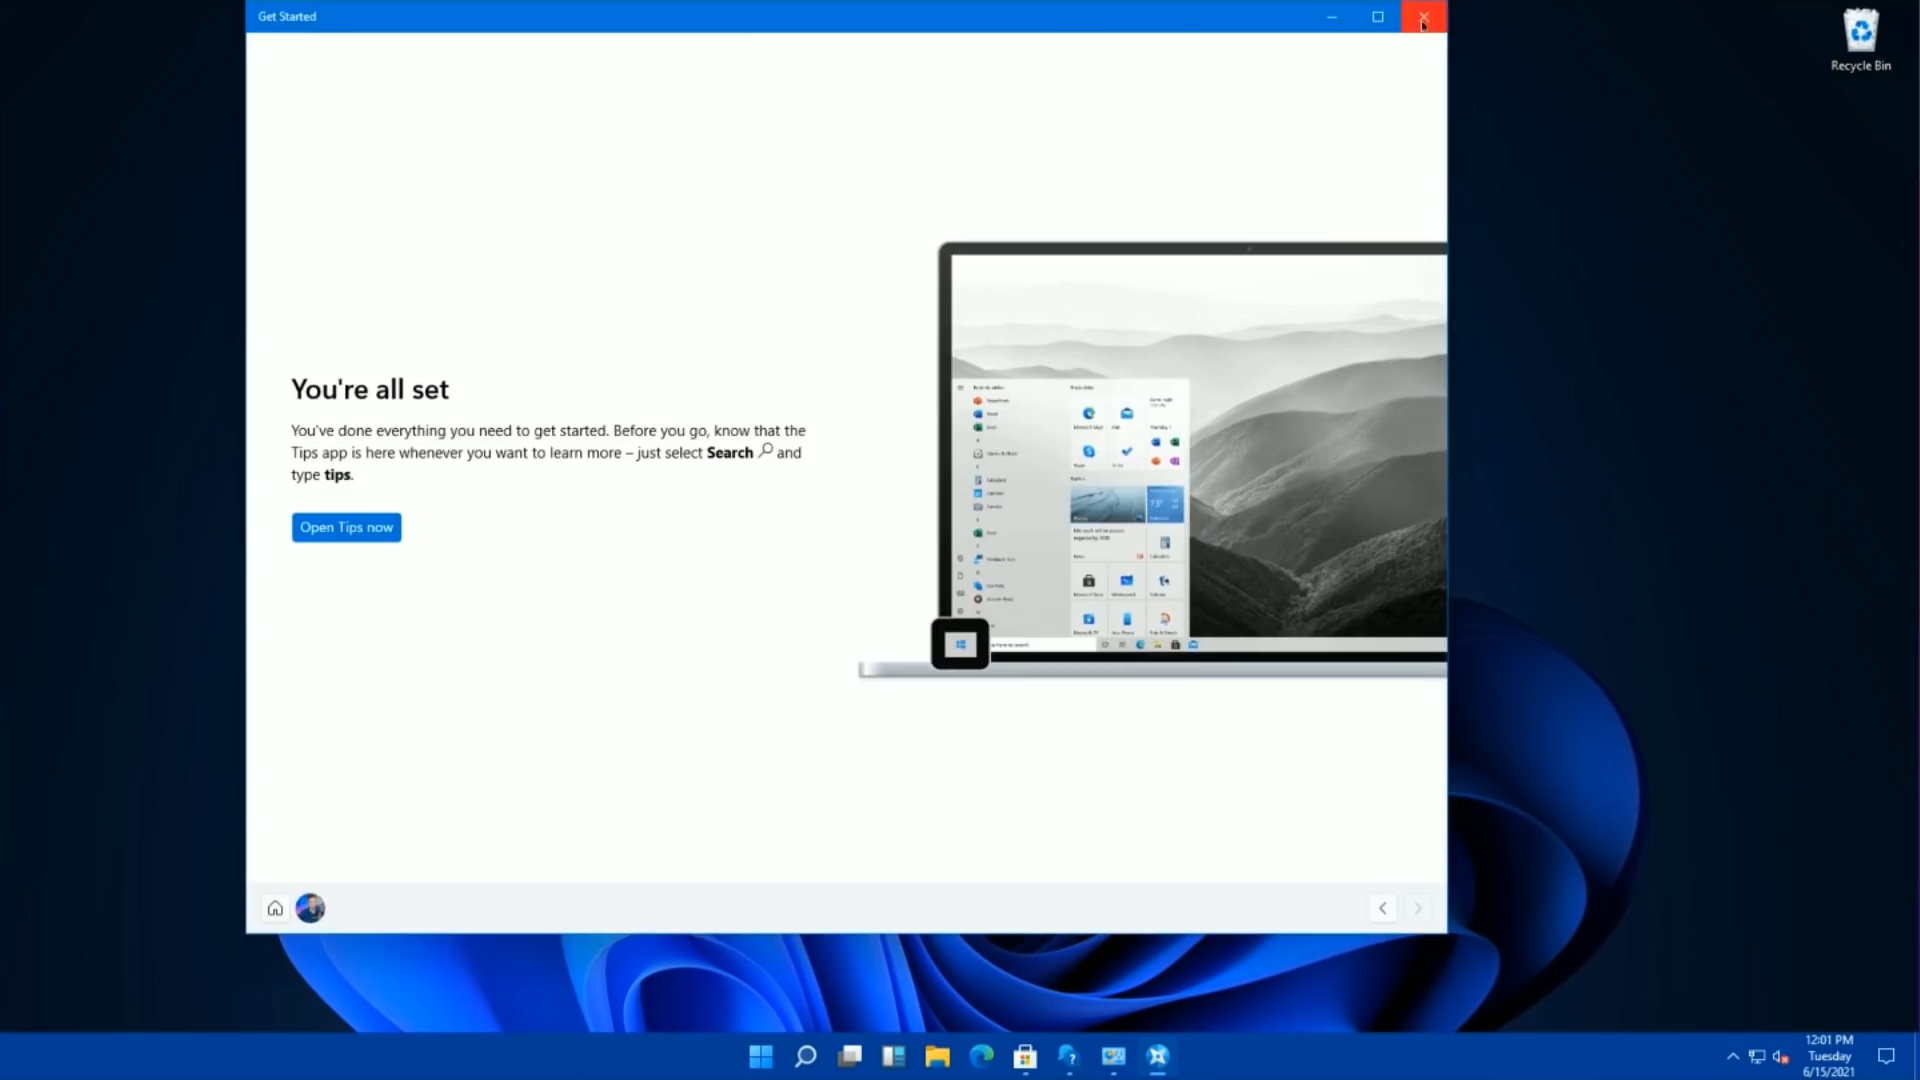 Get Started
Recycle Bin
You're all set
You've done everything you need to get started. Before you go, know that the
Tips app is here whenever you want to learn more – just select Search and
type tips.
Open Tips now
12:01 PM
Tuesday
6/15/2021